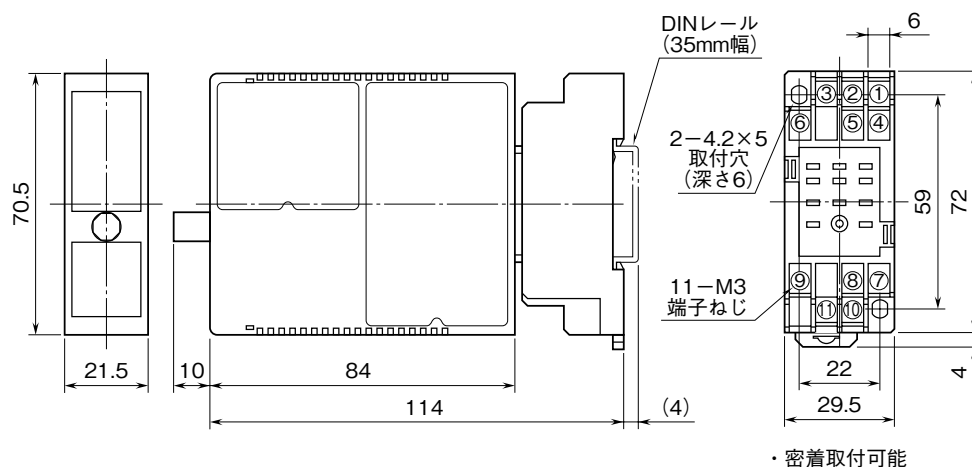 DINレール
(35mm幅)
6
③ ② ①
⑥ ⑤ ④
2－4.2×5
取付穴
(深さ6)
70.5
59
72
11－M3
端子ねじ
⑨ ⑧ ⑦
⑪ ⑩
21.5
10
84
22
4
114
(4)
29.5
・密着取付可能